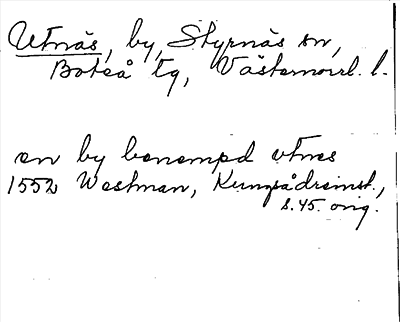 Utnäs, by, Styrnäs sn,
Boteå tg, Västernorrl. l.
en by benempd utnes
1552 Westman, Kungsådreinst.,
s. 45. orig.